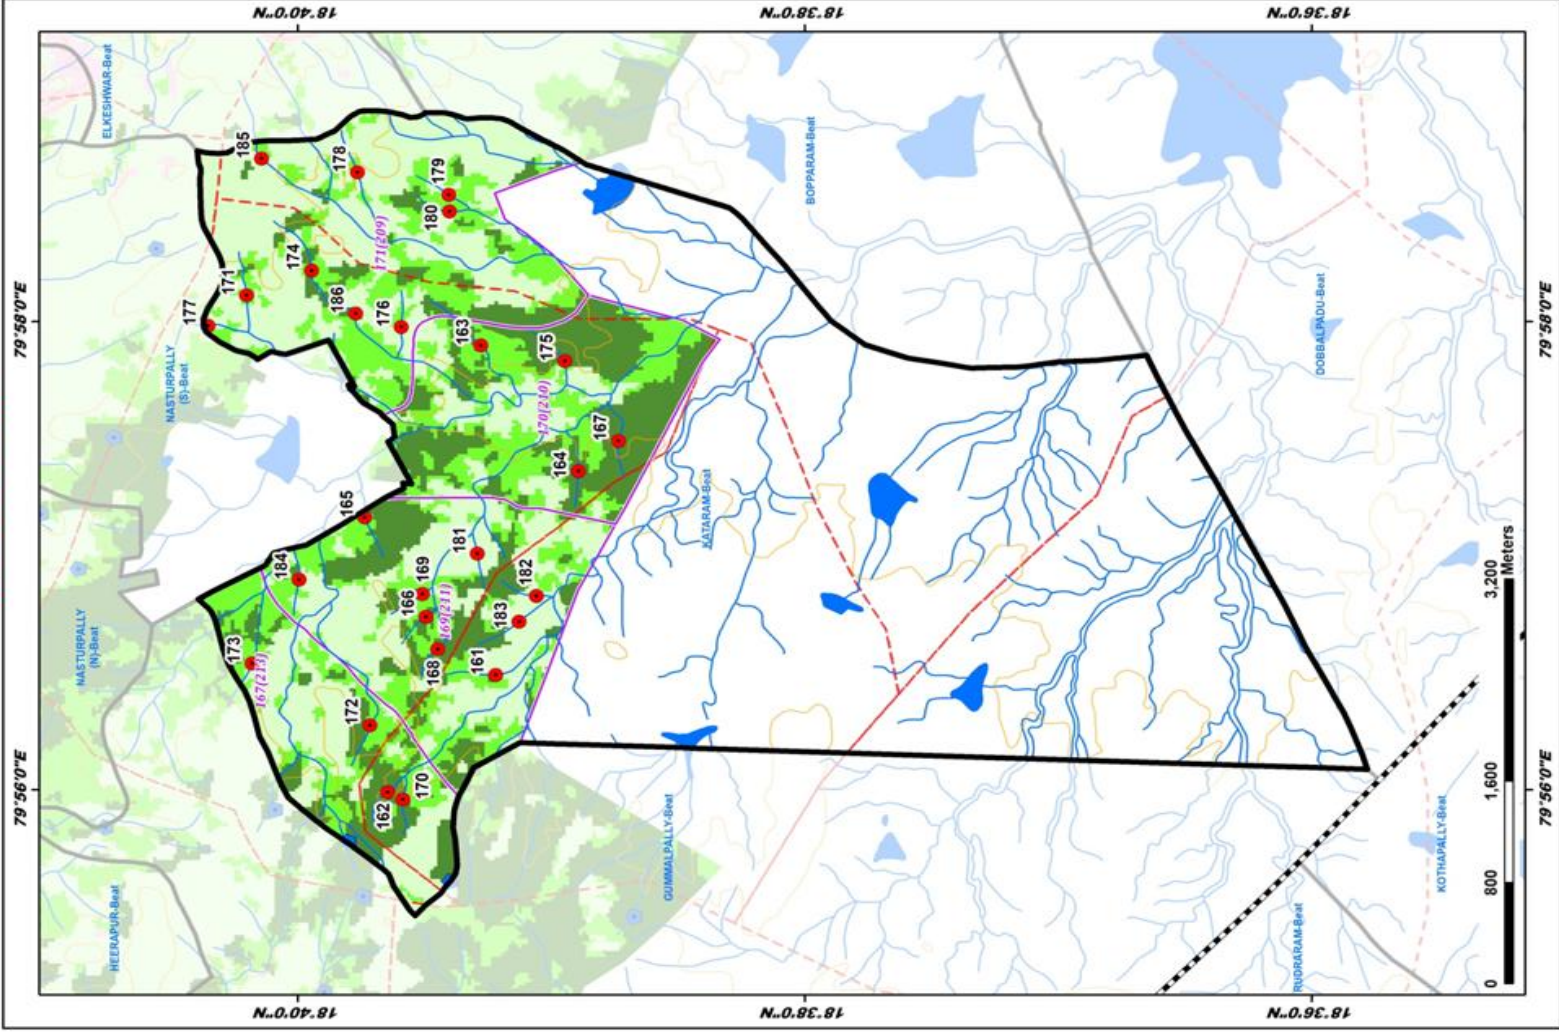 18°40'0"N
18°38'0"N
18°36'0"N
79°58'0"E
79°56'0"E
79°58'0"E
79°56'0"E
18°40'0"N
18°38'0"N
18°36'0"N
ELKESHWAR-Beat
NASTURPALLY
(S)-Beat
NASTURPALLY
(N)-Beat
HEERAPUR-Beat
BOPPARAM-Beat
KATARAM-Beat
GUMMALPALLY-Beat
DOBBALPADU-Beat
KOTHAPALLY-Beat
RUDRARAM-Beat
185
178
179
180
174
171
177
186
176
171(209)
163
175
170(210)
167
164
165
181
184
169
182
166
169(211)
183
168
161
173
167(213)
172
170
162
0
800
1,600
3,200
Meters